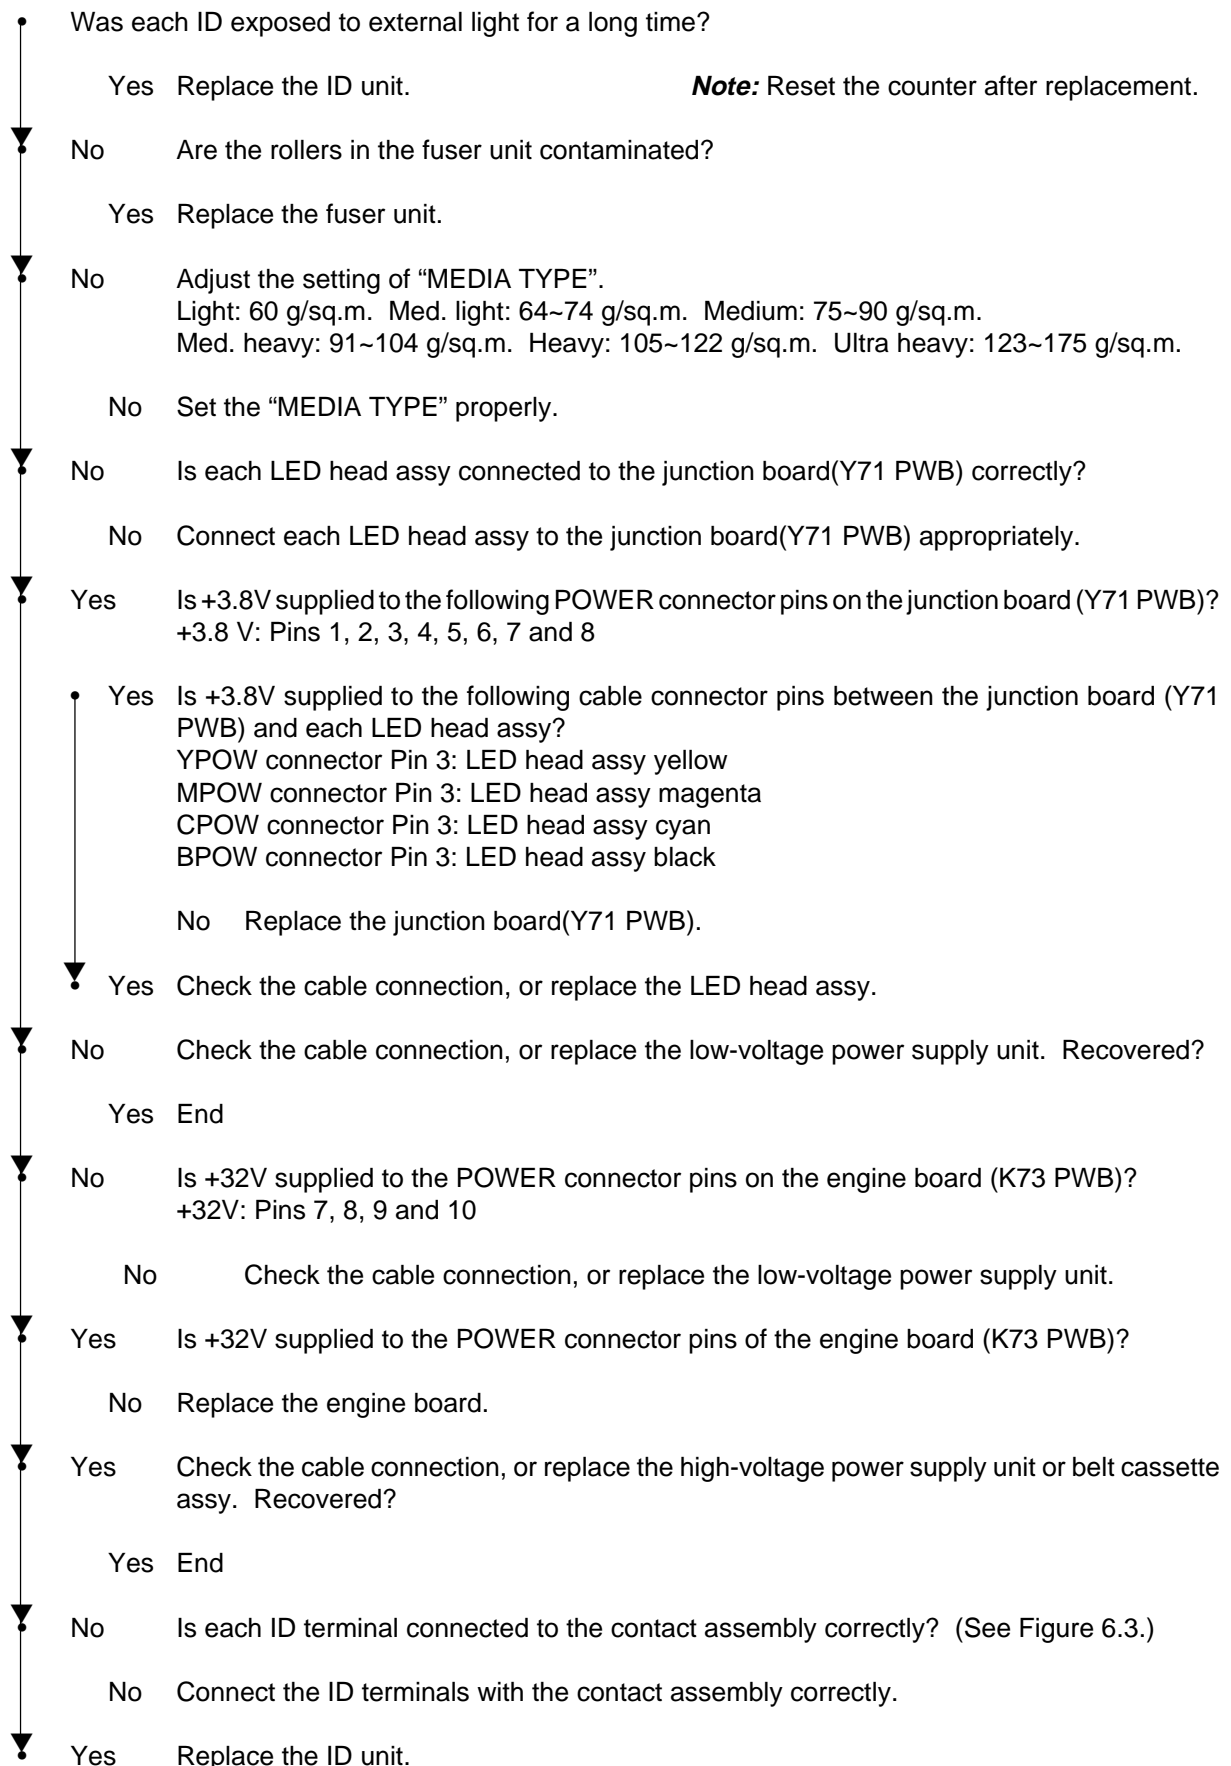 Was each ID exposed to external light for a long time?
Yes Replace the ID unit. Note: Reset the counter after replacement.
No Are the rollers in the fuser unit contaminated?
Yes Replace the fuser unit.
No Adjust the setting of “MEDIA TYPE”.
Light: 60 g/sq.m. Med. light: 64~74 g/sq.m. Medium: 75~90 g/sq.m.
Med. heavy: 91~104 g/sq.m. Heavy: 105~122 g/sq.m. Ultra heavy: 123~175 g/sq.m.
No Set the “MEDIA TYPE” properly.
No Is each LED head assy connected to the junction board(Y71 PWB) correctly?
No Connect each LED head assy to the junction board(Y71 PWB) appropriately.
Yes Is +3.8V supplied to the following POWER connector pins on the junction board (Y71 PWB)?
+3.8 V: Pins 1, 2, 3, 4, 5, 6, 7 and 8
Yes Is +3.8V supplied to the following cable connector pins between the junction board (Y71
PWB) and each LED head assy?
YPOW connector Pin 3: LED head assy yellow
MPOW connector Pin 3: LED head assy magenta
CPOW connector Pin 3: LED head assy cyan
BPOW connector Pin 3: LED head assy black
No Replace the junction board(Y71 PWB).
Yes Check the cable connection, or replace the LED head assy.
No Check the cable connection, or replace the low-voltage power supply unit. Recovered?
Yes End
No Is +32V supplied to the POWER connector pins on the engine board (K73 PWB)?
+32V: Pins 7, 8, 9 and 10
No Check the cable connection, or replace the low-voltage power supply unit.
Yes Is +32V supplied to the POWER connector pins of the engine board (K73 PWB)?
No Replace the engine board.
Yes Check the cable connection, or replace the high-voltage power supply unit or belt cassette
assy. Recovered?
Yes End
No Is each ID terminal connected to the contact assembly correctly? (See Figure 6.3.)
No Connect the ID terminals with the contact assembly correctly.
Yes Replace the ID unit.